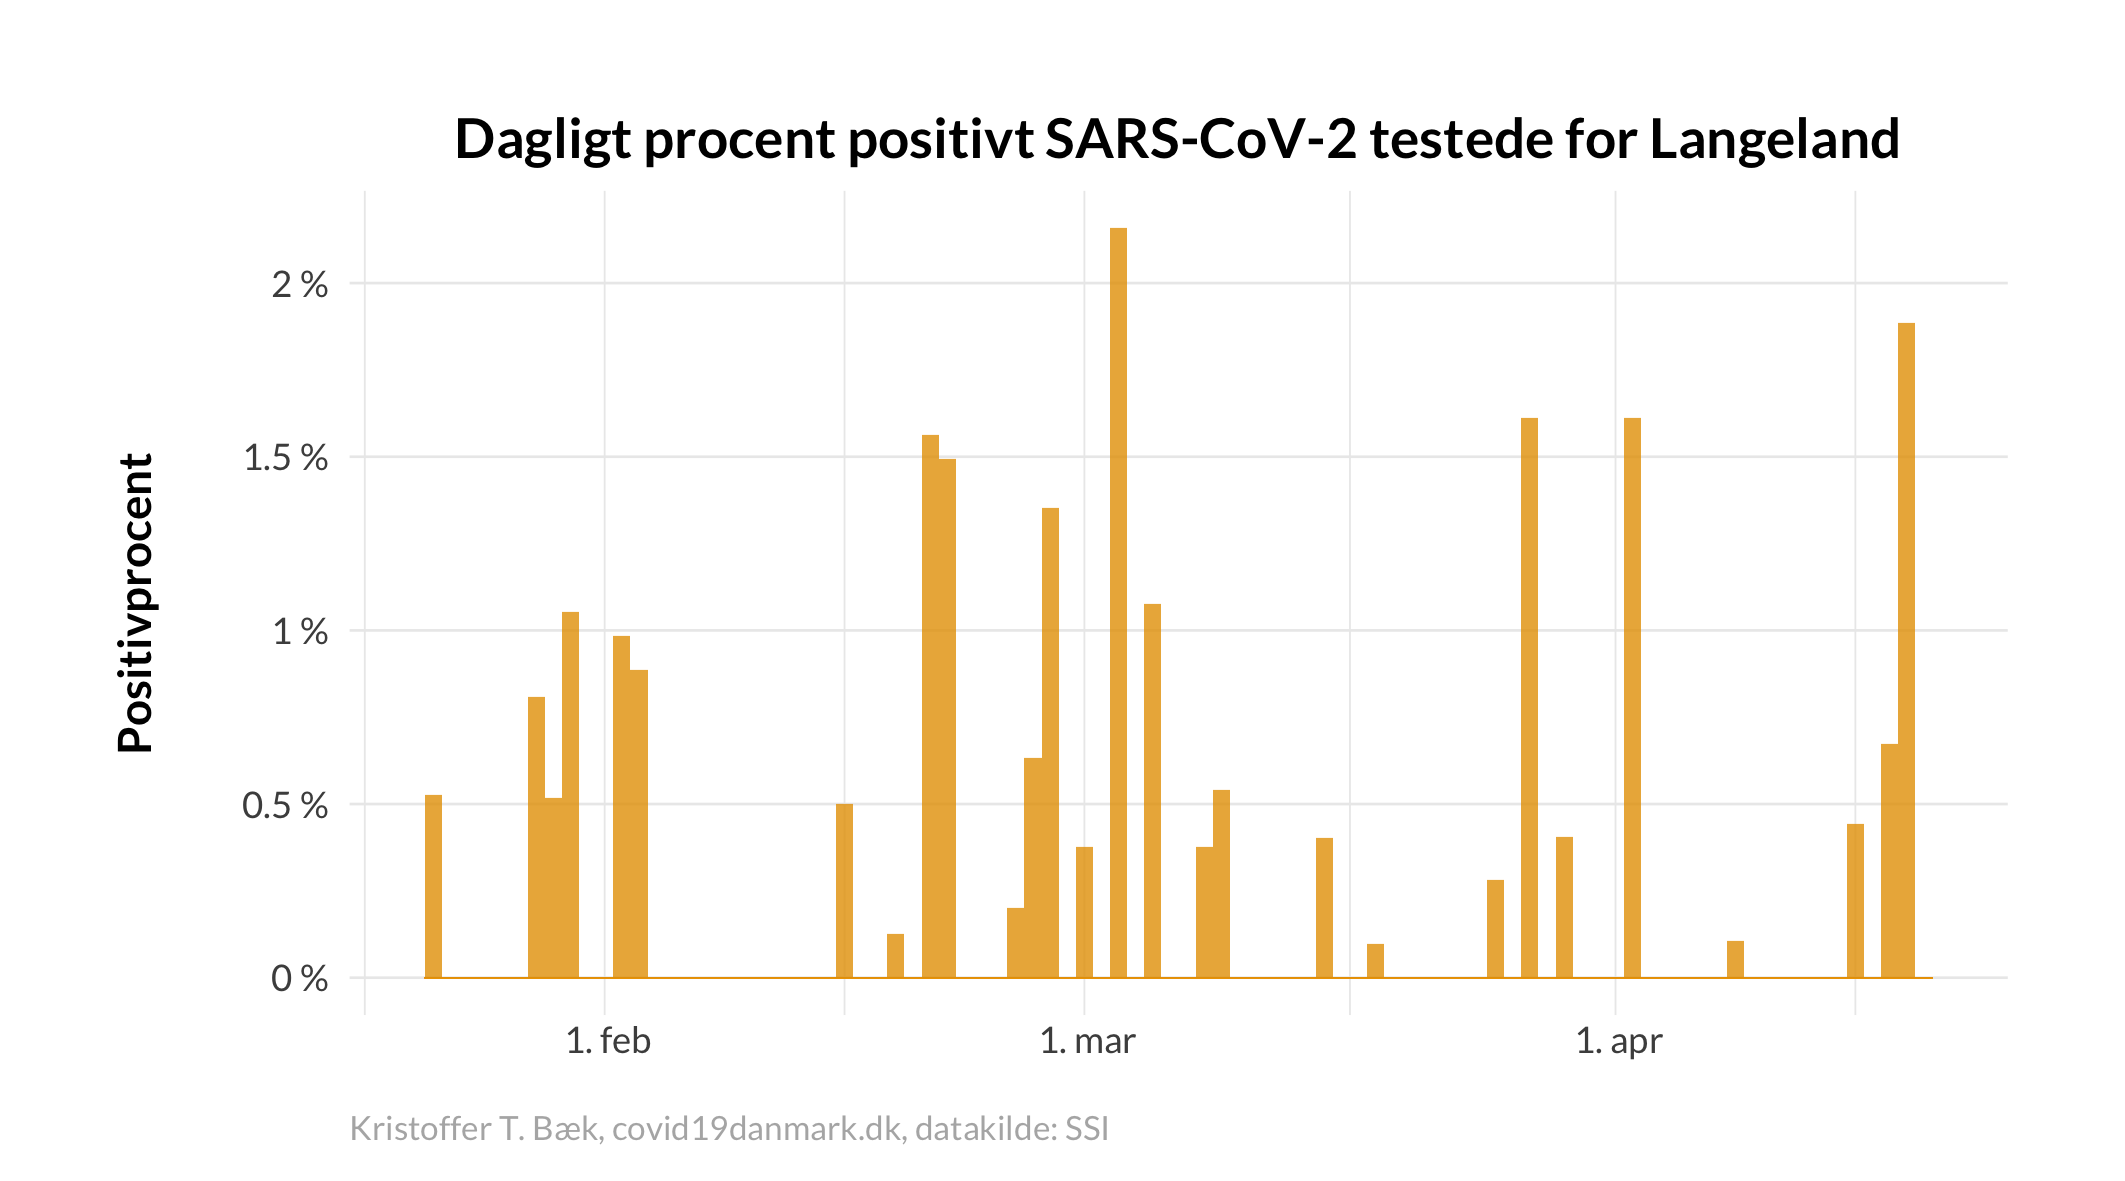 Dagligt procent positivt SARS-CoV-2 testede for Langeland
Positivprocent
2 %
1.5 %
1 %
0.5 %
0 %
1. feb
1. mar
1. apr
Kristoffer T. Bæk, covid19danmark.dk, datakilde: SSI